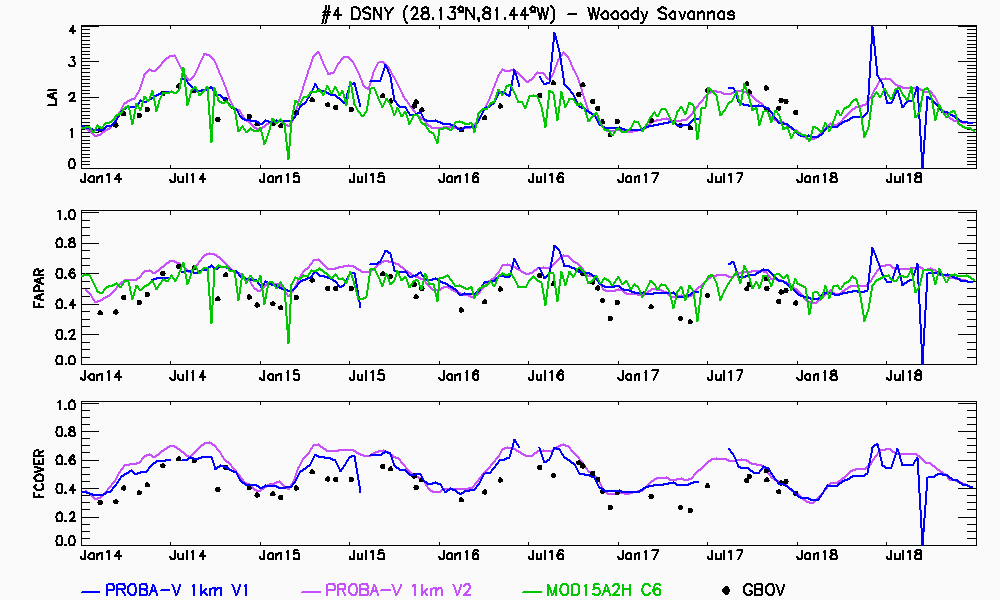 #4 DSNY (28.13°N,81.44°W) - Wooody Savannas
LAI
4
3
2
1
0
Jan14 Jul14 Jan15 Jul15 Jan16 Jul16 Jan17 Jul17 Jan18 Jul18
FAPAR
1.0
0.8
0.6
0.4
0.2
0.0
Jan14 Jul14 Jan15 Jul15 Jan16 Jul16 Jan17 Jul17 Jan18 Jul18
FCOVER
1.0
0.8
0.6
0.4
0.2
0.0
Jan14 Jul14 Jan15 Jul15 Jan16 Jul16 Jan17 Jul17 Jan18 Jul18
PROBA-V 1km V1 PROBA-V 1km V2 MOD15A2H C6 GBOV